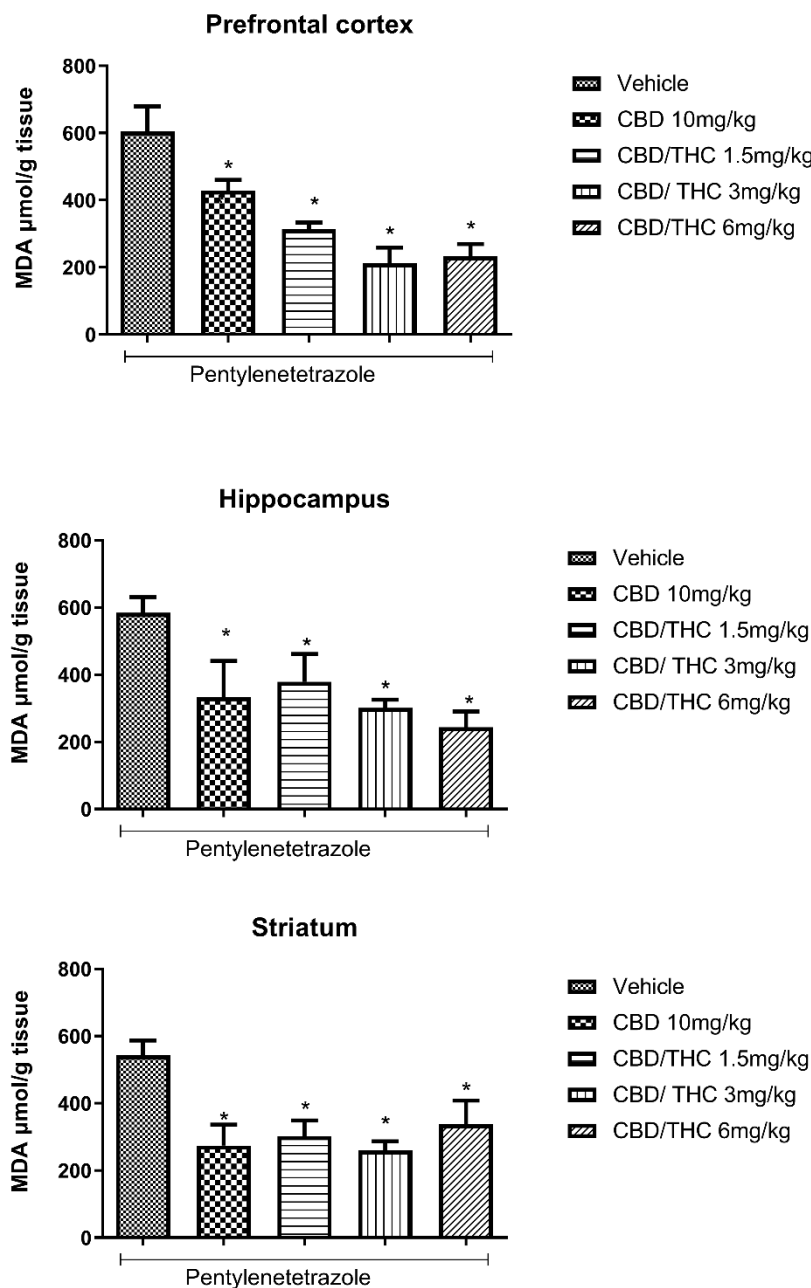 Prefrontal cortex
MDA µmol/g tissue
800
600
400
200
0
*
*
*
*
Pentylenetetrazole
Vehicle
CBD 10mg/kg
CBD/THC 1.5mg/kg
CBD/ THC 3mg/kg
CBD/THC 6mg/kg
Hippocampus
MDA µmol/g tissue
800
600
400
200
0
*
*
*
*
Pentylenetetrazole
Vehicle
CBD 10mg/kg
CBD/THC 1.5mg/kg
CBD/ THC 3mg/kg
CBD/THC 6mg/kg
Striatum
MDA µmol/g tissue
800
600
400
200
0
*
*
*
*
Pentylenetetrazole
Vehicle
CBD 10mg/kg
CBD/THC 1.5mg/kg
CBD/ THC 3mg/kg
CBD/THC 6mg/kg